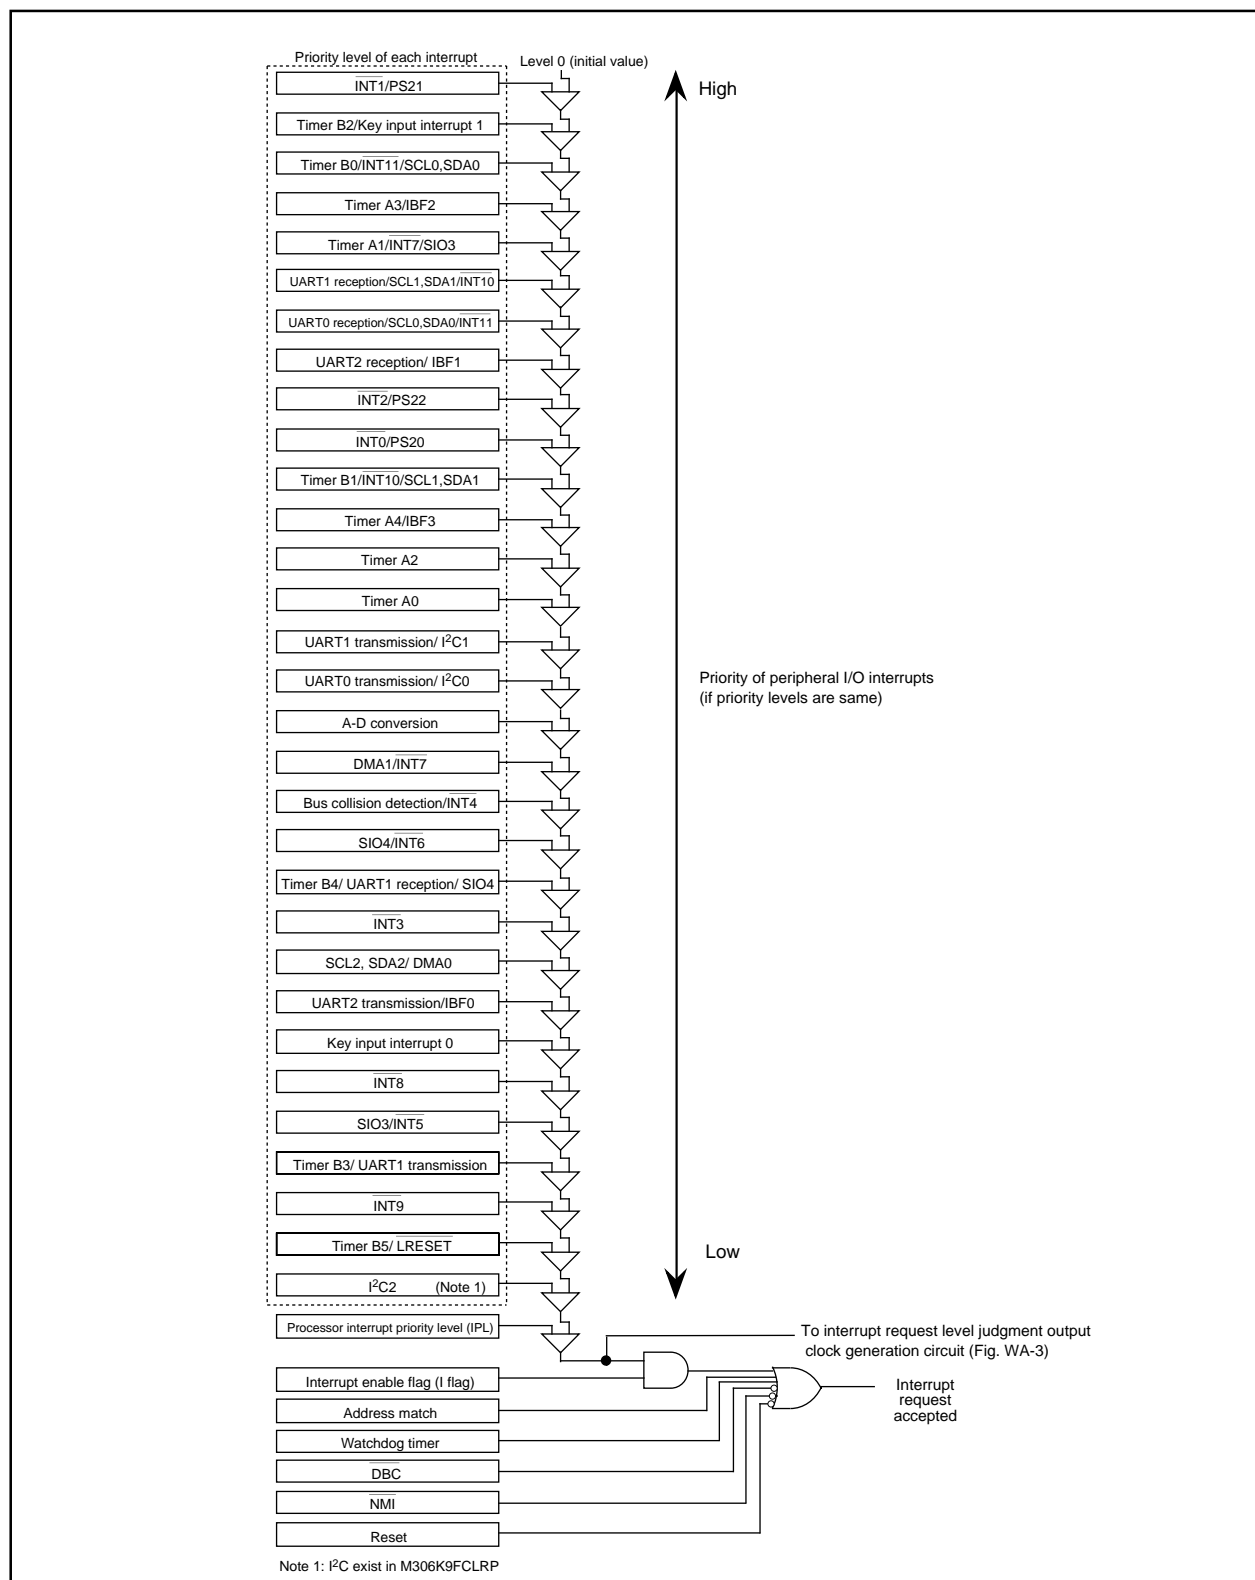 Priority level of each interrupt
Level 0 (initial value)
INT1/PS21
High
Timer B2/Key input interrupt 1
Timer B0/INT11/SCL0,SDA0
Timer A3/IBF2
Timer A1/INT7/SIO3
UART1 reception/SCL1,SDA1/INT10
UART0 reception/SCL0,SDA0/INT11
UART2 reception/ IBF1
INT2/PS22
INT0/PS20
Timer B1/INT10/SCL1,SDA1
Timer A4/IBF3
Timer A2
Timer A0
UART1 transmission/ I²C1
UART0 transmission/ I²C0
Priority of peripheral I/O interrupts
(if priority levels are same)
A-D conversion
DMA1/INT7
Bus collision detection/INT4
SIO4/INT6
Timer B4/ UART1 reception/ SIO4
INT3
SCL2, SDA2/ DMA0
UART2 transmission/IBF0
Key input interrupt 0
INT8
SIO3/INT5
Timer B3/ UART1 transmission
INT9
Timer B5/ LRESET
Low
I²C2 (Note 1)
Processor interrupt priority level (IPL)
To interrupt request level judgment output
clock generation circuit (Fig. WA-3)
Interrupt enable flag (I flag)
Interrupt
request
accepted
Address match
Watchdog timer
DBC
NMI
Reset
Note 1: I²C exist in M306K9FCLRP